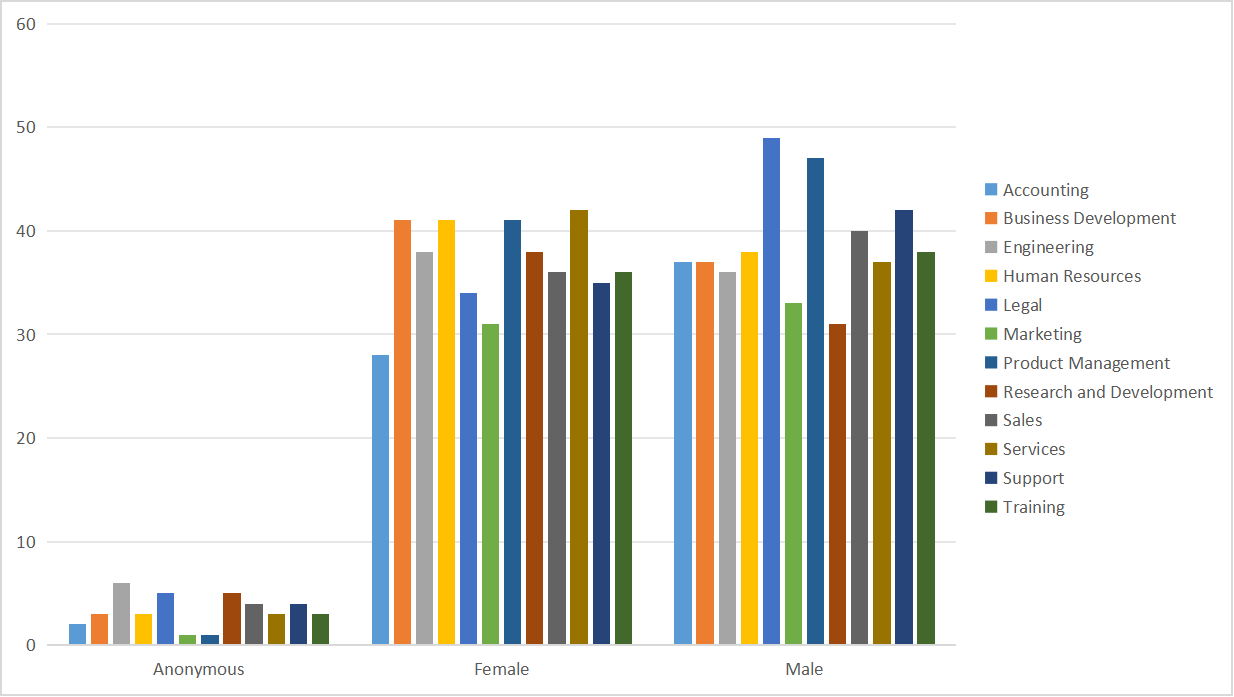 60
50
40
30
20
10
0
Anonymous
Female
Male
Accounting
Business Development
Engineering
Human Resources
Legal
Marketing
Product Management
Research and Development
Sales
Services
Support
Training